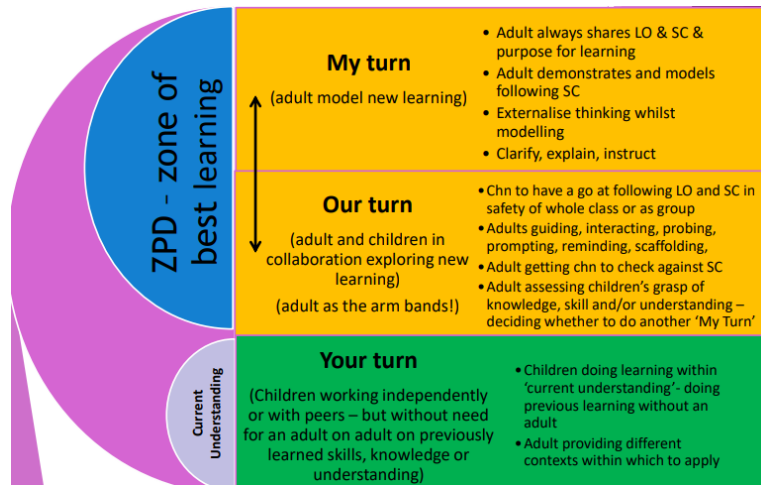 ZPD - zone of
best learning
My turn
(adult model new learning)
• Adult always shares LO & SC &
purpose for learning
• Adult demonstrates and models
following SC
• Externalise thinking whilst
modelling
• Clarify, explain, instruct
Our turn
(adult and children in
collaboration exploring new
learning)
(adult as the arm bands!)
• Chn to have a go at following LO and SC in
safety of whole class or as group
• Adults guiding, interacting, probing,
prompting, reminding, scaffolding,
• Adult getting chn to check against SC
• Adult assessing children's grasp of
knowledge, skill and/or understanding –
deciding whether to do another 'My Turn'
Current
Understanding
Your turn
(Children working independently
or with peers – but without need
for an adult on adult on previously
learned skills, knowledge or
understanding)
• Children doing learning within
'current understanding'- doing
previous learning without an
adult
• Adult providing different
contexts within which to apply